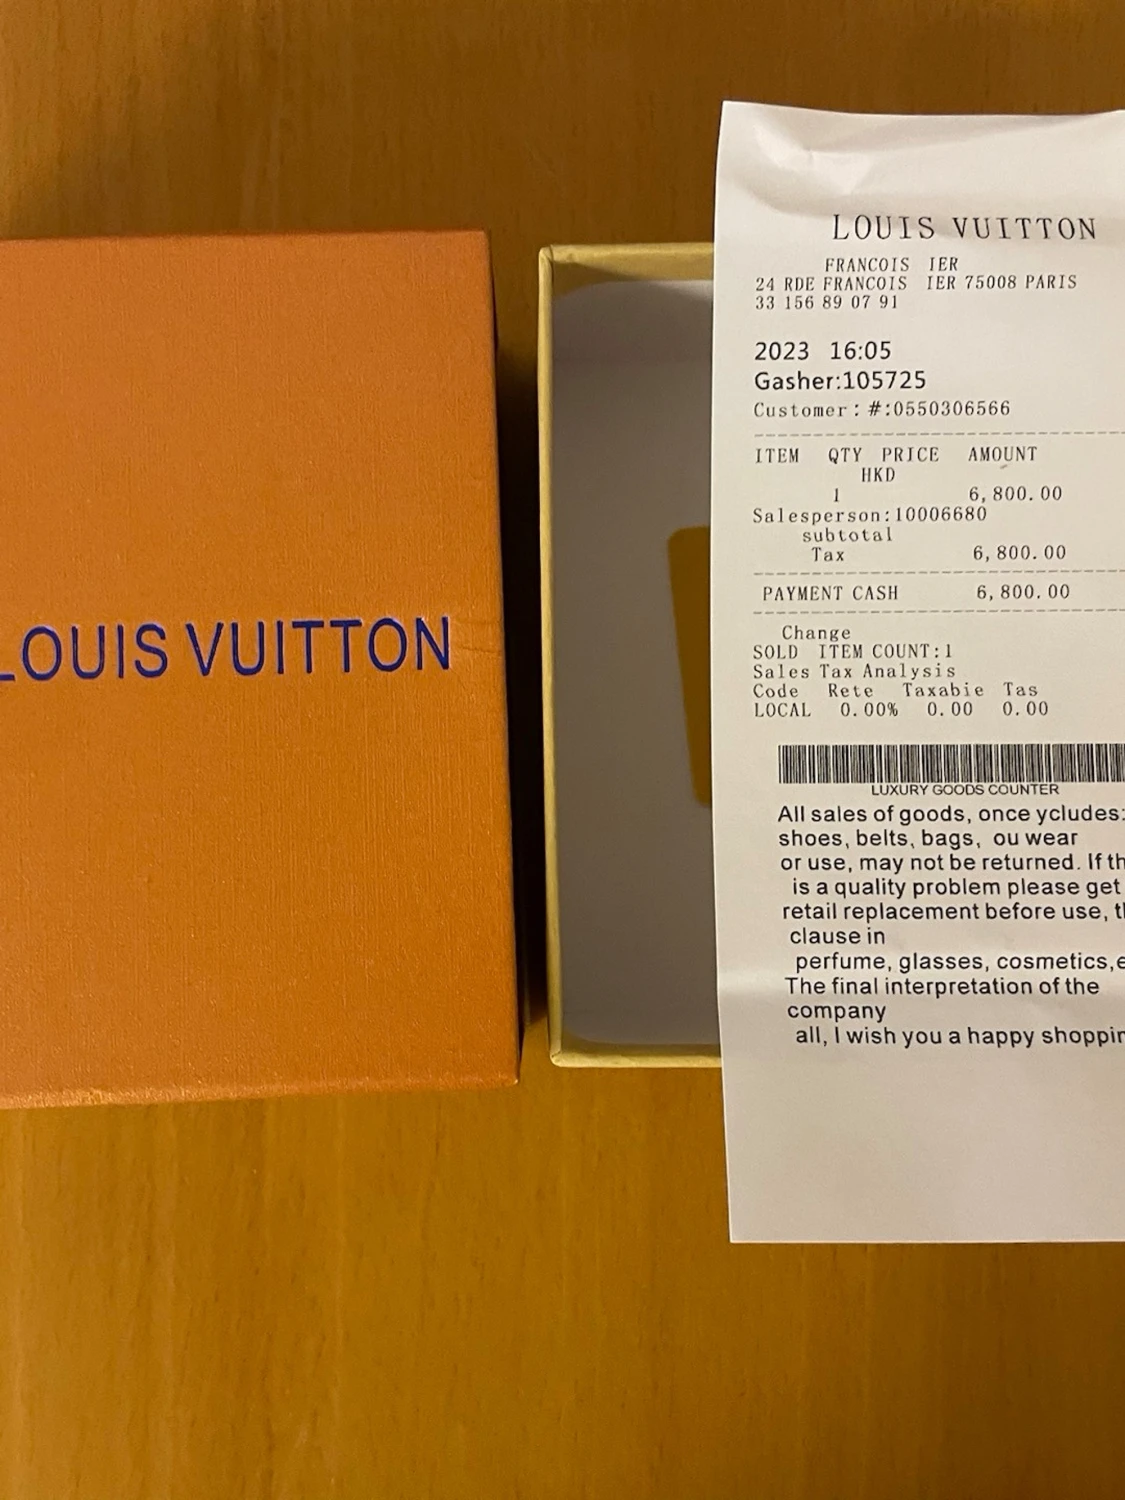 LOUIS VUITTON
LOUIS VUITTON
FRANCOIS IER
24 RDE FRANCOIS IER 75008 PARIS
33 156 89 07 91
2023 16:05
Gasher:105725
Customer: #:0550306566
ITEM QTY PRICE AMOUNT
HKD
1 6,800.00
Salesperson:10006680
subtotal
Tax 6,800.00
PAYMENT CASH 6,800.00
Change
SOLD ITEM COUNT:1
Sales Tax Analysis
Code Rete Taxabie Tas
LOCAL 0.00% 0.00 0.00
LUXURY GOODS COUNTER
All sales of goods, once ycludes:
shoes, belts, bags, ou wear
or use, may not be returned. If
is a quality problem please get
retail replacement before use,
clause in
perfume, glasses, cosmetics,
The final interpretation of the
company
all, I wish you a happy